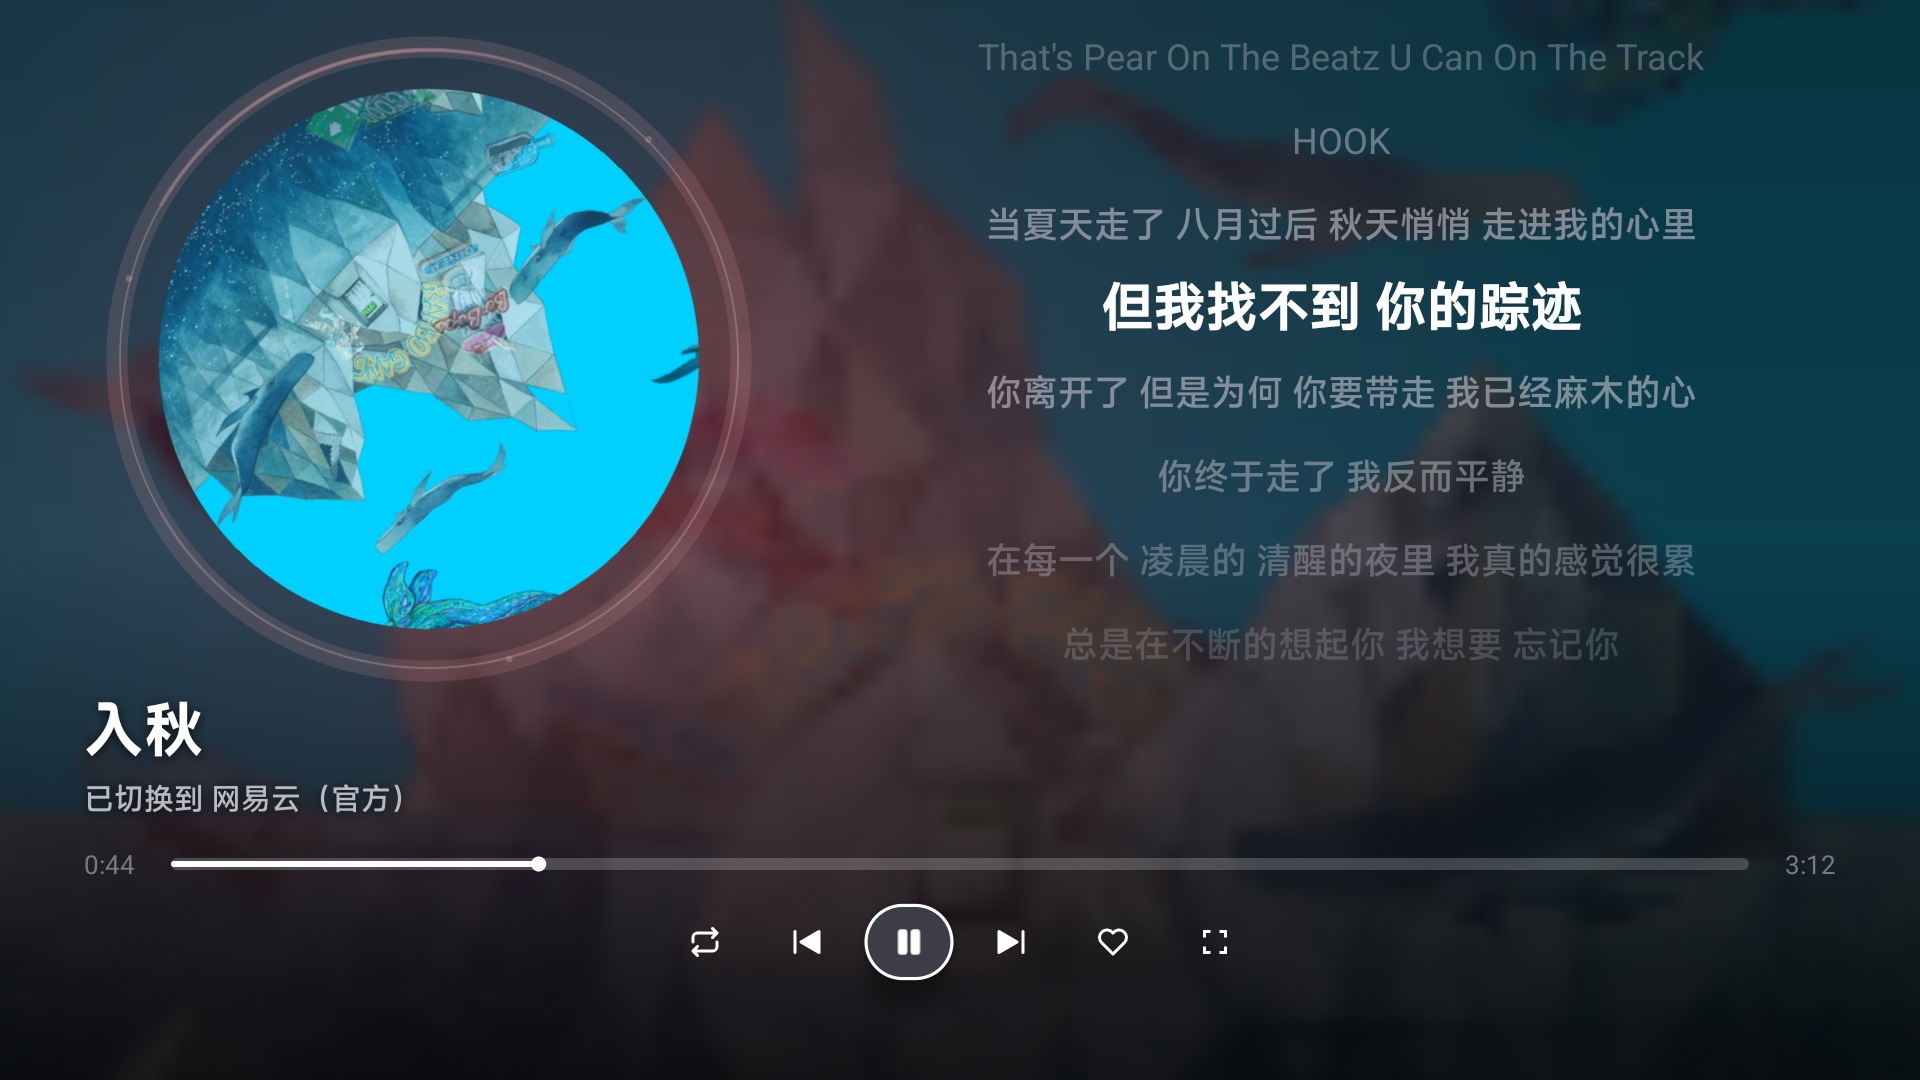 That's Pear On The Beatz U Can On The Track
HOOK
当夏天走了 八月过后 秋天悄悄 走进我的心里
但我找不到 你的踪迹
你离开了 但是为何 你要带走 我已经麻木的心
你终于走了 我反而平静
在每一个 凌晨的 清醒的夜里 我真的感觉很累
总是在不断的想起你 我想要 忘记你
入秋
已切换到 网易云（官方）
0:44
3:12